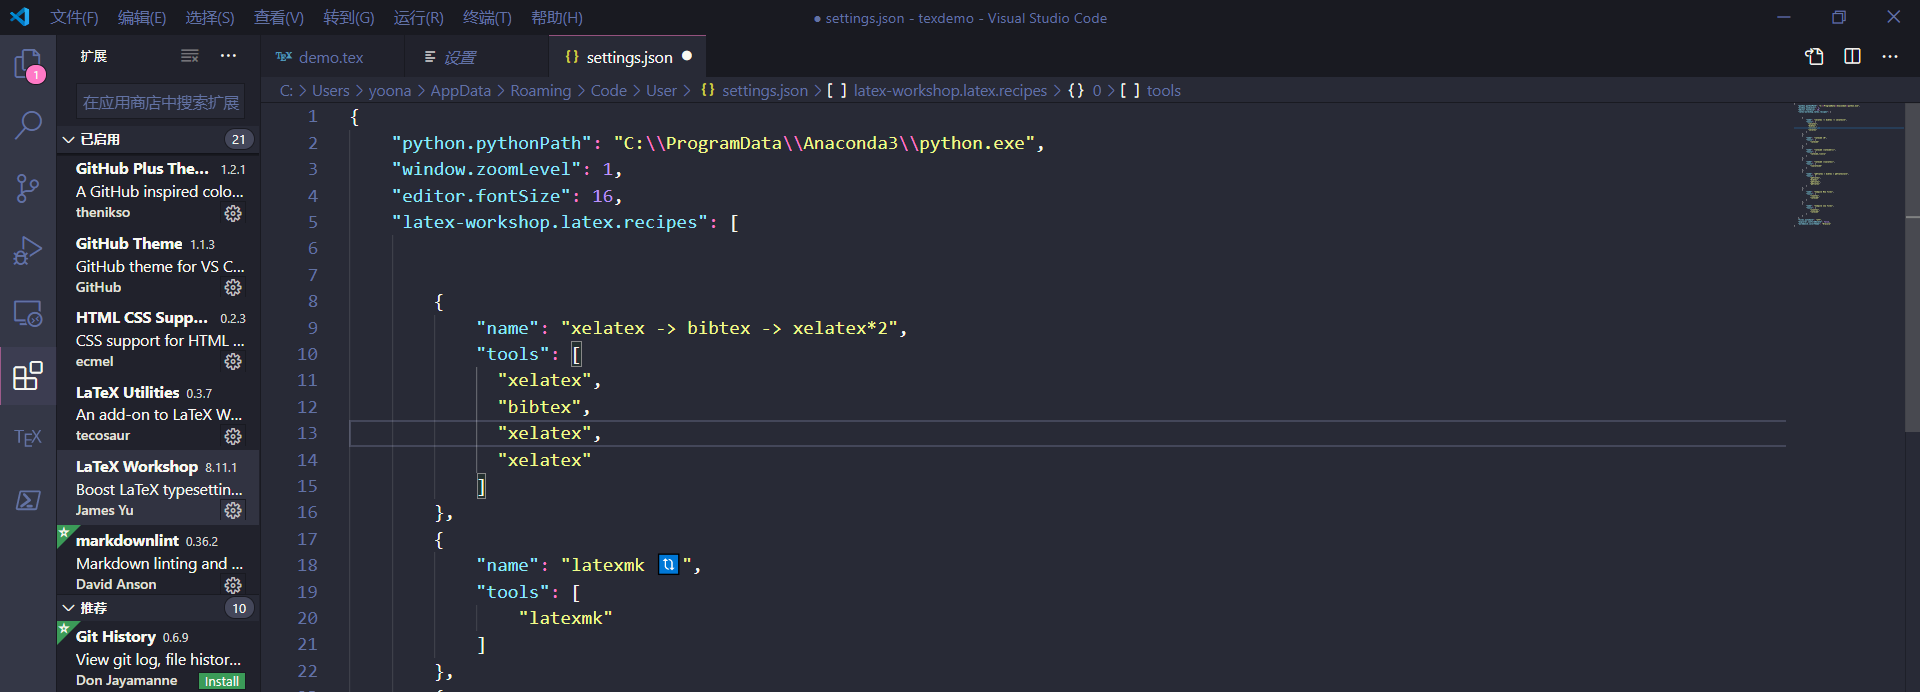 文件(F) 编辑(E) 选择(S) 查看(V) 转到(G) 运行(R) 终端(T) 帮助(H) ● settings.json - texdemo - Visual Studio Code
扩展
TEX demo.tex 设置 {} settings.json ●
1
在应用商店中搜索扩展
C: > Users > yoona > AppData > Roaming > Code > User > {} settings.json > [ ] latex-workshop.latex.recipes > {} 0 > [ ] tools
已启用 21
GitHub Plus The... 1.2.1
A GitHub inspired colo...
thenikso
GitHub Theme 1.1.3
GitHub theme for VS C...
GitHub
HTML CSS Supp... 0.2.3
CSS support for HTML ...
ecmel
LaTeX Utilities 0.3.7
An add-on to LaTeX W...
tecosaur
LaTeX Workshop 8.11.1
Boost LaTeX typesettin...
James Yu
markdownlint 0.36.2
Markdown linting and ...
David Anson
推荐 10
Git History 0.6.9
View git log, file histor...
Don Jayamanne Install
TEX
1 {
2 "python.pythonPath": "C:\\ProgramData\\Anaconda3\\python.exe",
3 "window.zoomLevel": 1,
4 "editor.fontSize": 16,
5 "latex-workshop.latex.recipes": [
6
7
8 {
9 "name": "xelatex -> bibtex -> xelatex*2",
10 "tools": [
11 "xelatex",
12 "bibtex",
13 "xelatex",
14 "xelatex"
15 ]
16 },
17 {
18 "name": "latexmk 🔃",
19 "tools": [
20 "latexmk"
21 ]
22 },